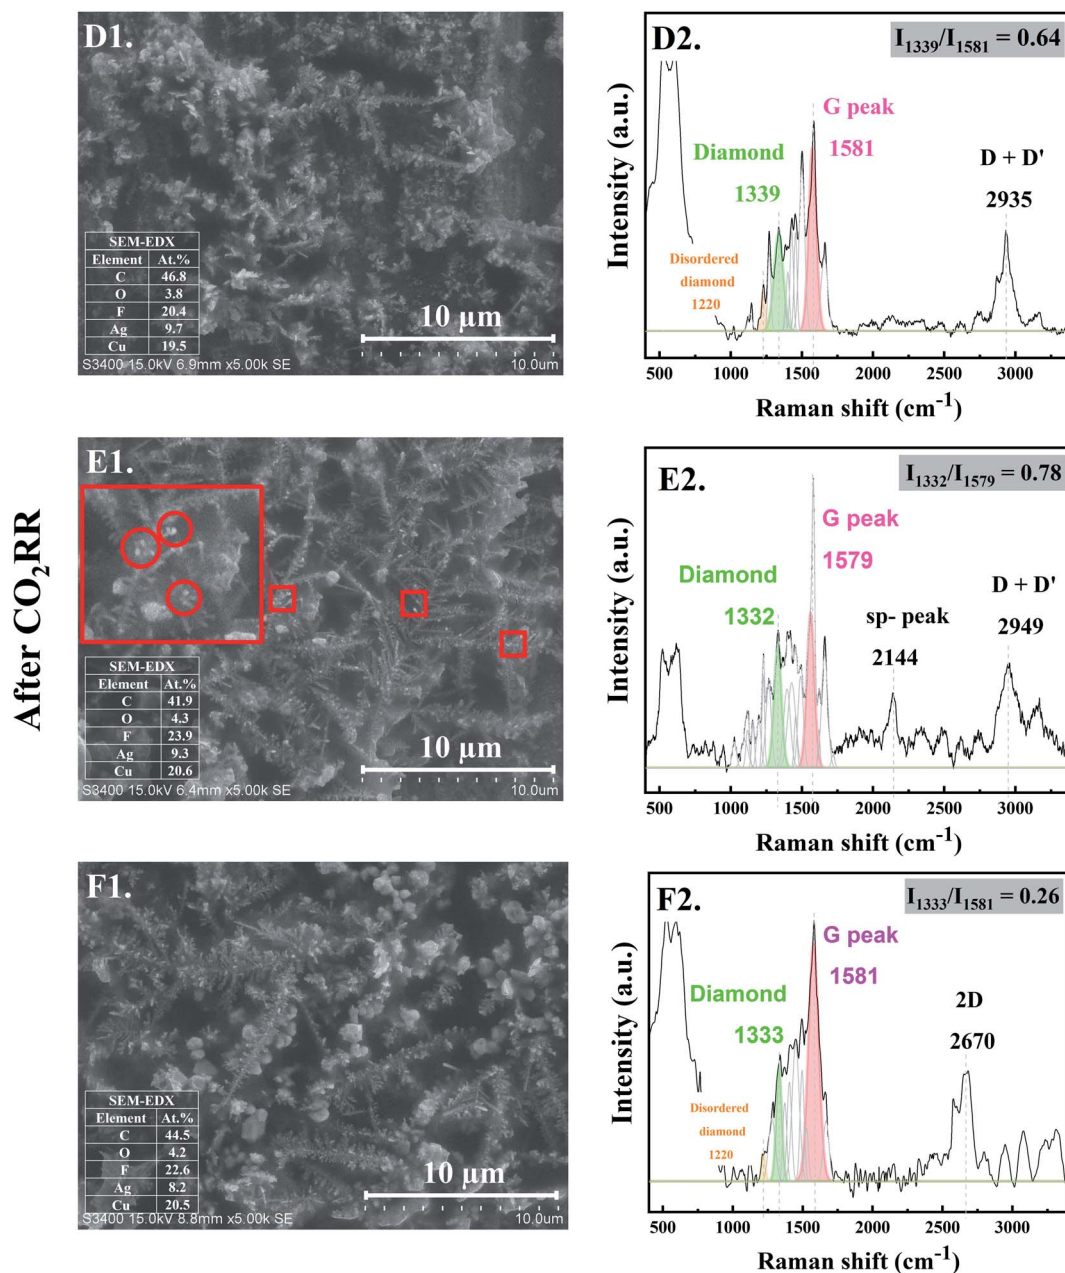 After CO2RR
D1.
SEM-EDX
Element At.%
C 46.8
O 3.8
F 20.4
Ag 9.7
Cu 19.5
10 µm
S3400 15.0kV 6.9mm x5.00k SE 10.0um
D2.
I1339/I1581 = 0.64
G peak
1581
Diamond
1339
D + D'
2935
Disordered
diamond
1220
Intensity (a.u.)
500 1000 1500 2000 2500 3000
Raman shift (cm-1)
E1.
SEM-EDX
Element At.%
C 41.9
O 4.3
F 23.9
Ag 9.3
Cu 20.6
10 µm
S3400 15.0kV 6.4mm x5.00k SE 10.0um
E2.
I1332/I1579 = 0.78
G peak
1579
Diamond
1332
sp- peak
2144
D + D'
2949
Intensity (a.u.)
500 1000 1500 2000 2500 3000
Raman shift (cm-1)
F1.
SEM-EDX
Element At.%
C 44.5
O 4.2
F 22.6
Ag 8.2
Cu 20.5
10 µm
S3400 15.0kV 8.8mm x5.00k SE 10.0um
F2.
I1333/I1581 = 0.26
G peak
1581
Diamond
1333
2D
2670
Disordered
diamond
1220
Intensity (a.u.)
500 1000 1500 2000 2500 3000
Raman shift (cm-1)